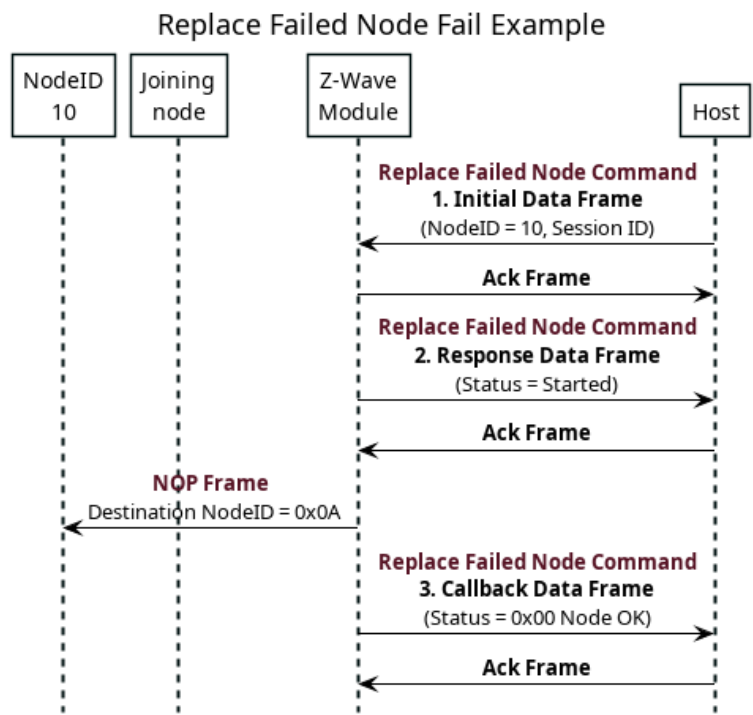 Replace Failed Node Fail Example
NodeID
10
Joining
node
Z-Wave
Module
Host
Replace Failed Node Command
1. Initial Data Frame
(NodeID = 10, Session ID)
Ack Frame
Replace Failed Node Command
2. Response Data Frame
(Status = Started)
Ack Frame
NOP Frame
Destination NodeID = 0x0A
Replace Failed Node Command
3. Callback Data Frame
(Status = 0x00 Node OK)
Ack Frame